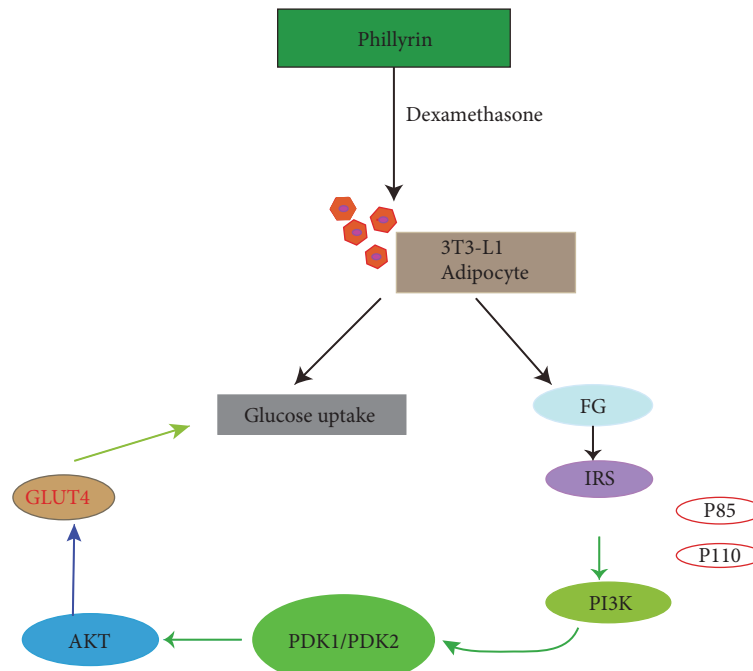 Phillyrin
Dexamethasone
3T3-L1
Adipocyte
Glucose uptake
FG
IRS
GLUT4
P85
P110
PI3K
AKT
PDK1/PDK2